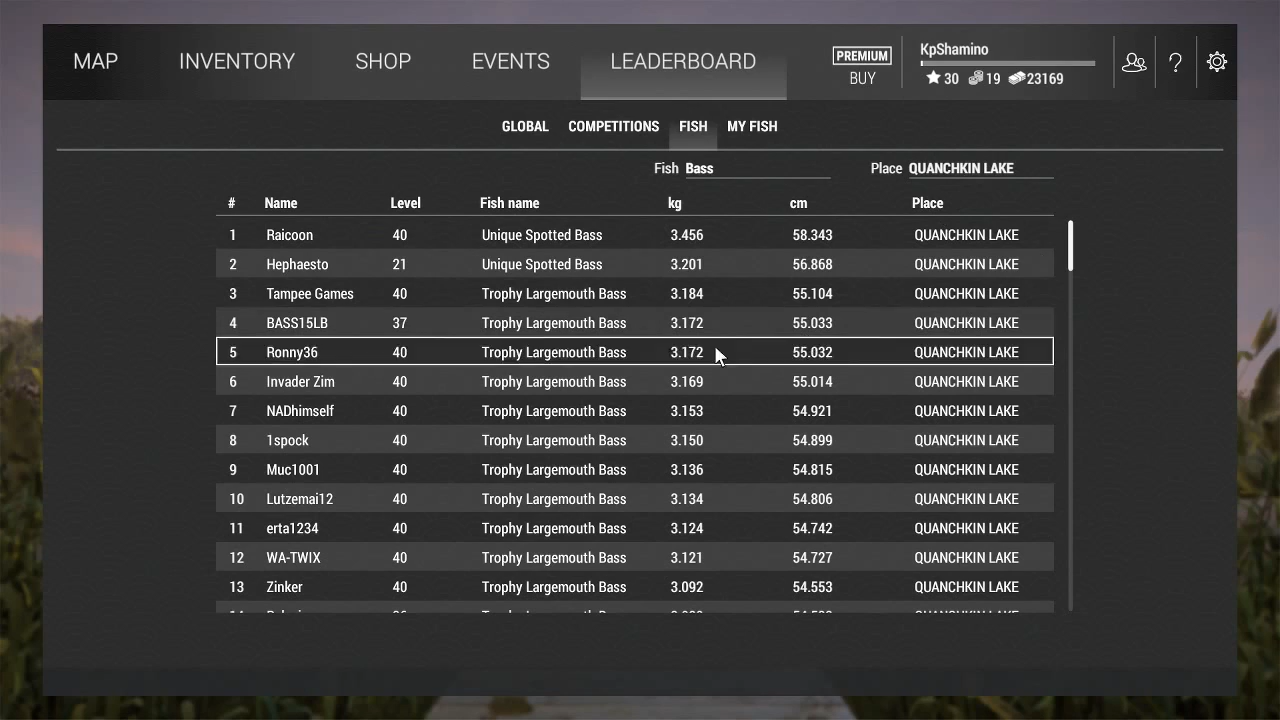 MAP INVENTORY SHOP EVENTS LEADERBOARD PREMIUM BUY KpShamino 30 19 23169 ?
GLOBAL COMPETITIONS FISH MY FISH
Fish Bass Place QUANCHKIN LAKE
# Name Level Fish name kg cm Place
1 Raicoon 40 Unique Spotted Bass 3.456 58.343 QUANCHKIN LAKE
2 Hephaesto 21 Unique Spotted Bass 3.201 56.868 QUANCHKIN LAKE
3 Tampee Games 40 Trophy Largemouth Bass 3.184 55.104 QUANCHKIN LAKE
4 BASS15LB 37 Trophy Largemouth Bass 3.172 55.033 QUANCHKIN LAKE
5 Ronny36 40 Trophy Largemouth Bass 3.172 55.032 QUANCHKIN LAKE
6 Invader Zim 40 Trophy Largemouth Bass 3.169 55.014 QUANCHKIN LAKE
7 NADhimself 40 Trophy Largemouth Bass 3.153 54.921 QUANCHKIN LAKE
8 1spock 40 Trophy Largemouth Bass 3.150 54.899 QUANCHKIN LAKE
9 Muc1001 40 Trophy Largemouth Bass 3.136 54.815 QUANCHKIN LAKE
10 Lutzemai12 40 Trophy Largemouth Bass 3.134 54.806 QUANCHKIN LAKE
11 erta1234 40 Trophy Largemouth Bass 3.124 54.742 QUANCHKIN LAKE
12 WA-TWIX 40 Trophy Largemouth Bass 3.121 54.727 QUANCHKIN LAKE
13 Zinker 40 Trophy Largemouth Bass 3.092 54.553 QUANCHKIN LAKE